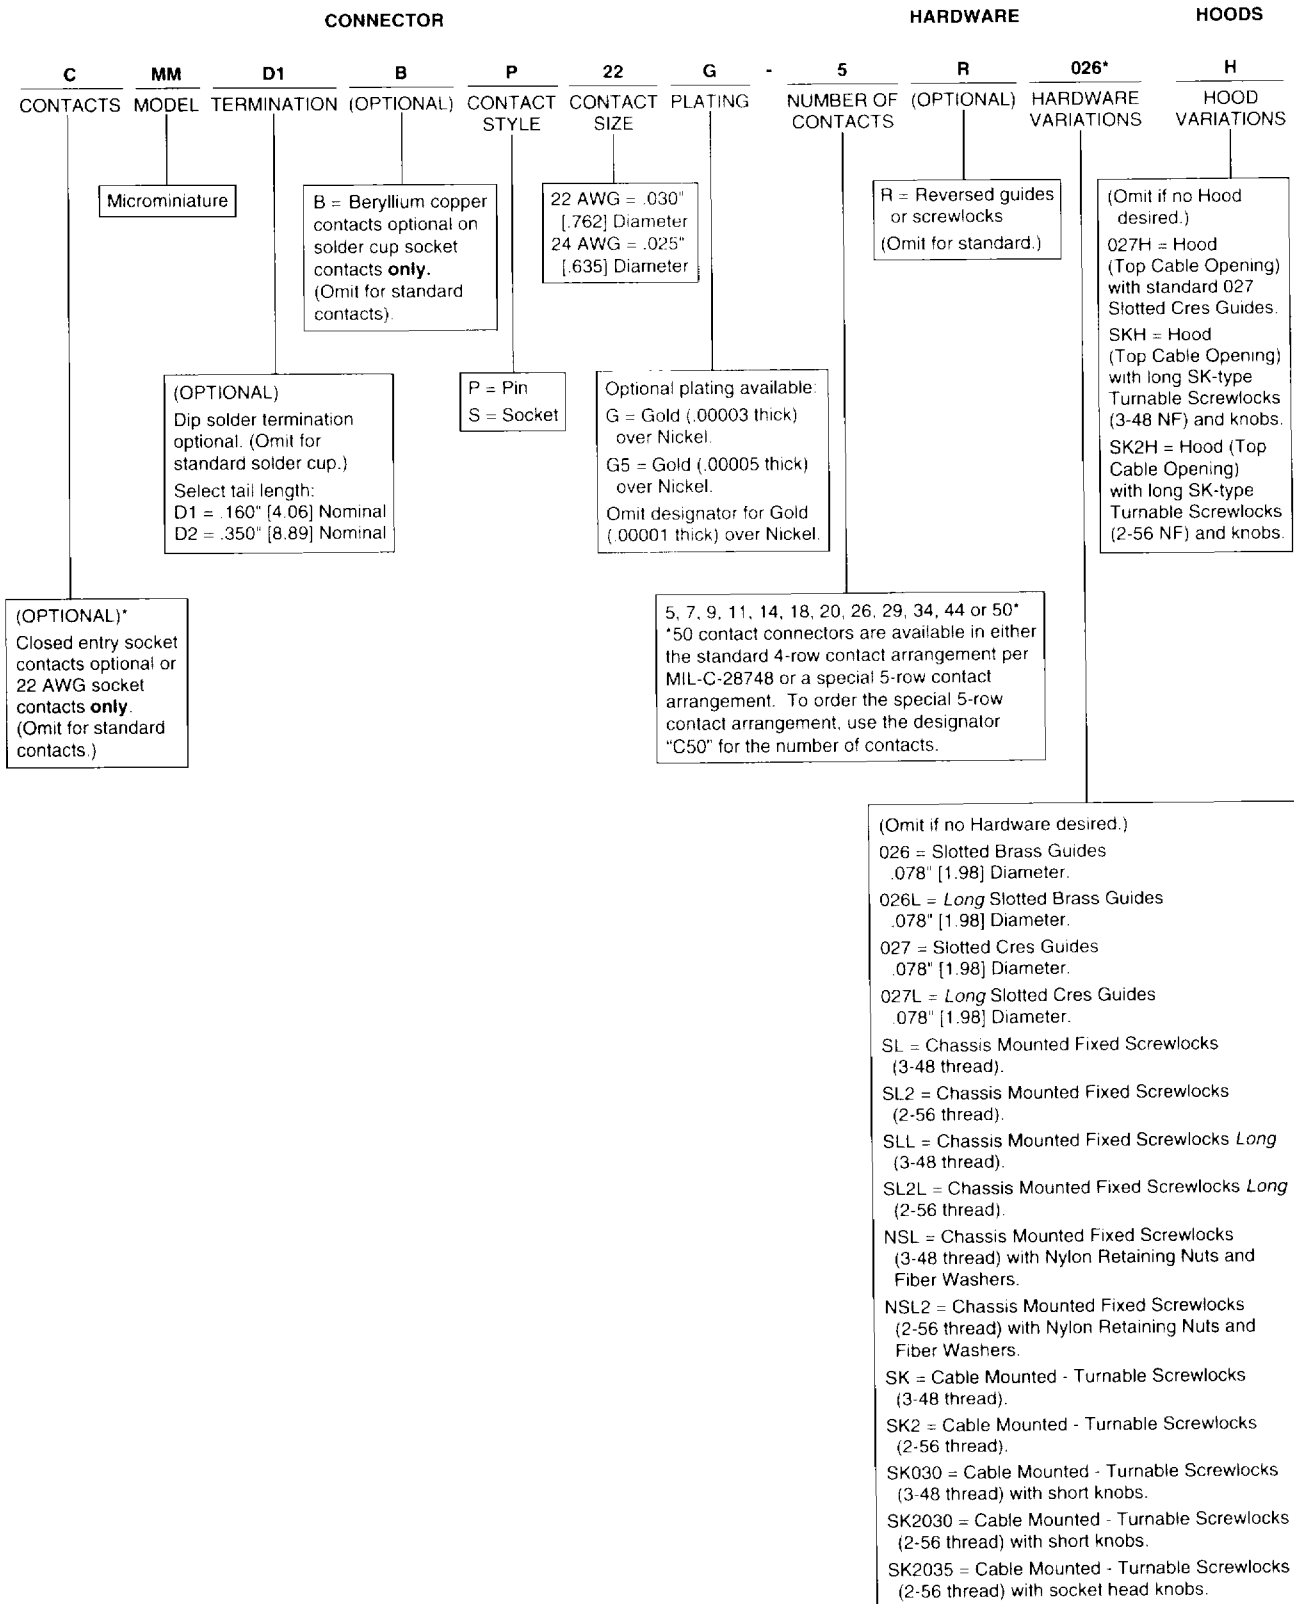 CONNECTOR HARDWARE HOODS
C MM D1 B P 22 G - 5 R 026* H
CONTACTS MODEL TERMINATION (OPTIONAL) CONTACT STYLE CONTACT SIZE PLATING NUMBER OF CONTACTS (OPTIONAL) HARDWARE VARIATIONS HOOD VARIATIONS
Microminiature
B = Beryllium copper
contacts optional on
solder cup socket
contacts only.
(Omit for standard
contacts).
22 AWG = .030"
[.762] Diameter
24 AWG = .025"
[.635] Diameter
R = Reversed guides
or screwlocks
(Omit for standard.)
(Omit if no Hood
desired.)
027H = Hood
(Top Cable Opening)
with standard 027
Slotted Cres Guides.
SKH = Hood
(Top Cable Opening)
with long SK-type
Turnable Screwlocks
(3-48 NF) and knobs.
SK2H = Hood (Top
Cable Opening)
with long SK-type
Turnable Screwlocks
(2-56 NF) and knobs.
(OPTIONAL)
Dip solder termination
optional. (Omit for
standard solder cup.)
Select tail length:
D1 = .160" [4.06] Nominal
D2 = .350" [8.89] Nominal
P = Pin
S = Socket
Optional plating available:
G = Gold (.00003 thick)
over Nickel.
G5 = Gold (.00005 thick)
over Nickel.
Omit designator for Gold
(.00001 thick) over Nickel.
(OPTIONAL)*
Closed entry socket
contacts optional or
22 AWG socket
contacts only.
(Omit for standard
contacts.)
5, 7, 9, 11, 14, 18, 20, 26, 29, 34, 44 or 50*
*50 contact connectors are available in either
the standard 4-row contact arrangement per
MIL-C-28748 or a special 5-row contact
arrangement. To order the special 5-row
contact arrangement, use the designator
"C50" for the number of contacts.
(Omit if no Hardware desired.)
026 = Slotted Brass Guides
.078" [1.98] Diameter.
026L = Long Slotted Brass Guides
.078" [1.98] Diameter.
027 = Slotted Cres Guides
.078" [1.98] Diameter.
027L = Long Slotted Cres Guides
.078" [1.98] Diameter.
SL = Chassis Mounted Fixed Screwlocks
(3-48 thread).
SL2 = Chassis Mounted Fixed Screwlocks
(2-56 thread).
SLL = Chassis Mounted Fixed Screwlocks Long
(3-48 thread).
SL2L = Chassis Mounted Fixed Screwlocks Long
(2-56 thread).
NSL = Chassis Mounted Fixed Screwlocks
(3-48 thread) with Nylon Retaining Nuts and
Fiber Washers.
NSL2 = Chassis Mounted Fixed Screwlocks
(2-56 thread) with Nylon Retaining Nuts and
Fiber Washers.
SK = Cable Mounted - Turnable Screwlocks
(3-48 thread).
SK2 = Cable Mounted - Turnable Screwlocks
(2-56 thread).
SK030 = Cable Mounted - Turnable Screwlocks
(3-48 thread) with short knobs.
SK2030 = Cable Mounted - Turnable Screwlocks
(2-56 thread) with short knobs.
SK2035 = Cable Mounted - Turnable Screwlocks
(2-56 thread) with socket head knobs.